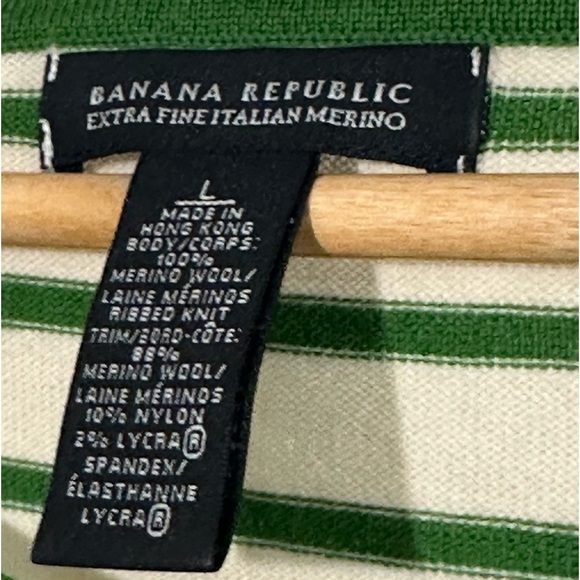 BANANA REPUBLIC
EXTRA FINE ITALIAN MERINO
L
MADE IN
HONG KONG
BODY/CORPS:
100%
MERINO WOOL/
LAINE MÉRINOS
RIBBED KNIT
TRIM/BORD-CÔTE:
88%
MERINO WOOL/
LAINE MÉRINOS
10% NYLON
2% LYCRA®
SPANDEX/
ÉLASTHANNE
LYCRA®